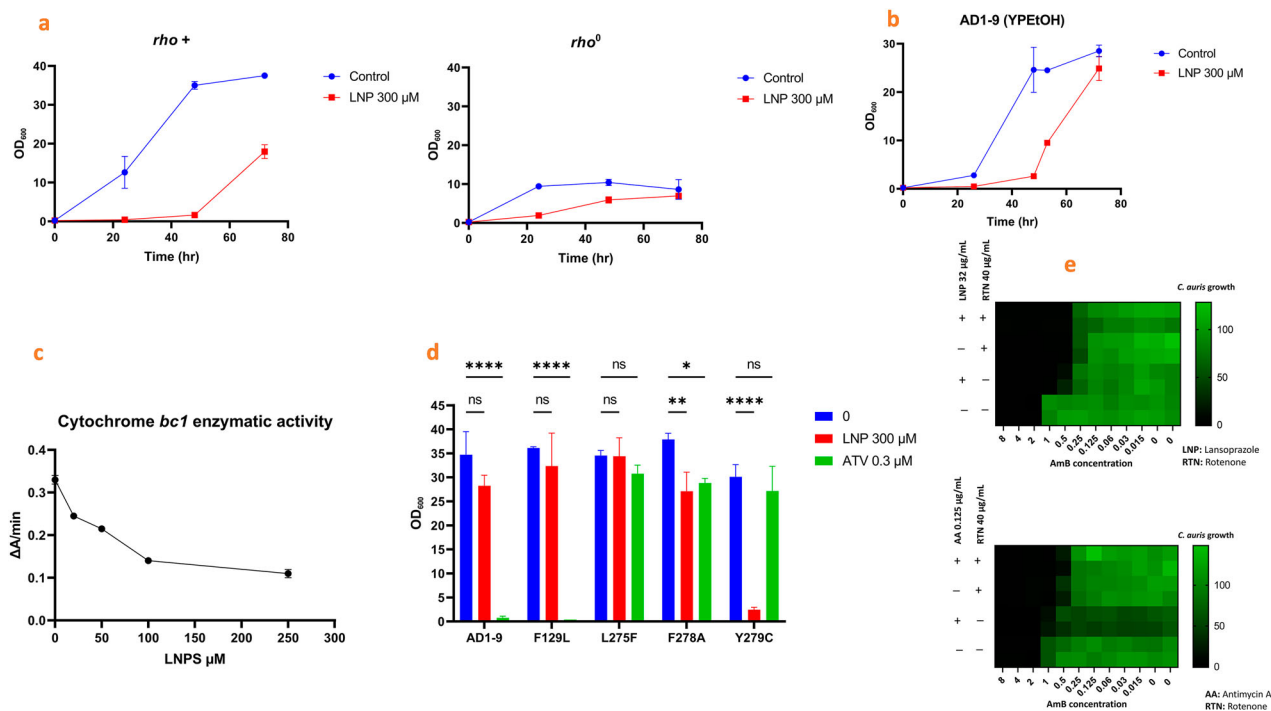 a
rho +
OD600
40
30
20
10
0
0
20
40
60
80
Time (hr)
Control
LNP 300 µM
rho0
OD600
40
30
20
10
0
0
20
40
60
80
Time (hr)
Control
LNP 300 µM
b
AD1-9 (YPEtOH)
OD600
30
20
10
0
0
20
40
60
80
Time (hr)
Control
LNP 300 µM
c
Cytochrome bc1 enzymatic activity
ΔA/min
0.4
0.3
0.2
0.1
0.0
0
50
100
150
200
250
300
LNPS µM
d
**** **** ns * ns
ns ns ns ** ****
OD600
45
40
35
30
25
20
15
10
5
0
AD1-9 F129L L275F F278A Y279C
0
LNP 300 µM
ATV 0.3 µM
e
LNP 32 µg/mL
RTN 40 µg/mL
C. auris growth
+ +
– +
+ –
– –
100
50
0
8 4 2 1 0.5 0.25 0.125 0.06 0.03 0.015 0 0
AmB concentration
LNP: Lansoprazole
RTN: Rotenone
AA 0.125 µg/mL
RTN 40 µg/mL
C. auris growth
+ +
– +
+ –
– –
100
50
0
8 4 2 1 0.5 0.25 0.125 0.06 0.03 0.015 0 0
AmB concentration
AA: Antimycin A
RTN: Rotenone